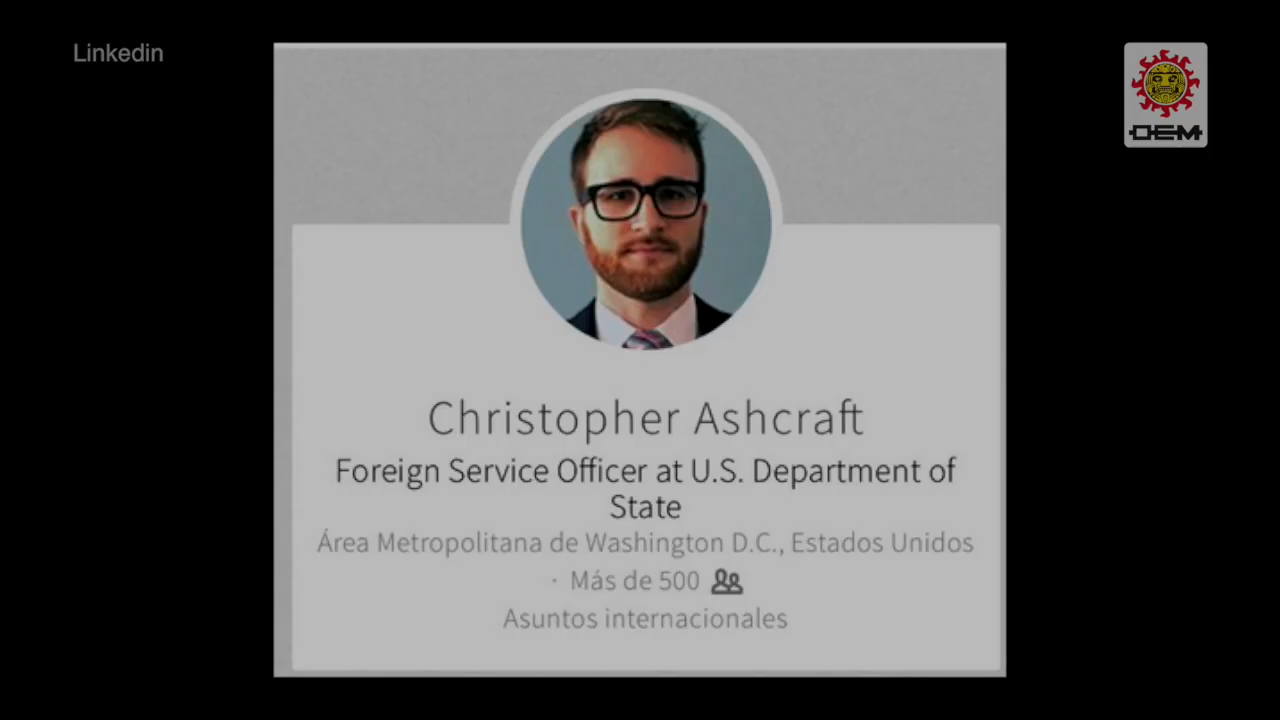 Linkedin
OEM
Christopher Ashcraft
Foreign Service Officer at U.S. Department of
State
Área Metropolitana de Washington D.C., Estados Unidos
· Más de 500
Asuntos internacionales